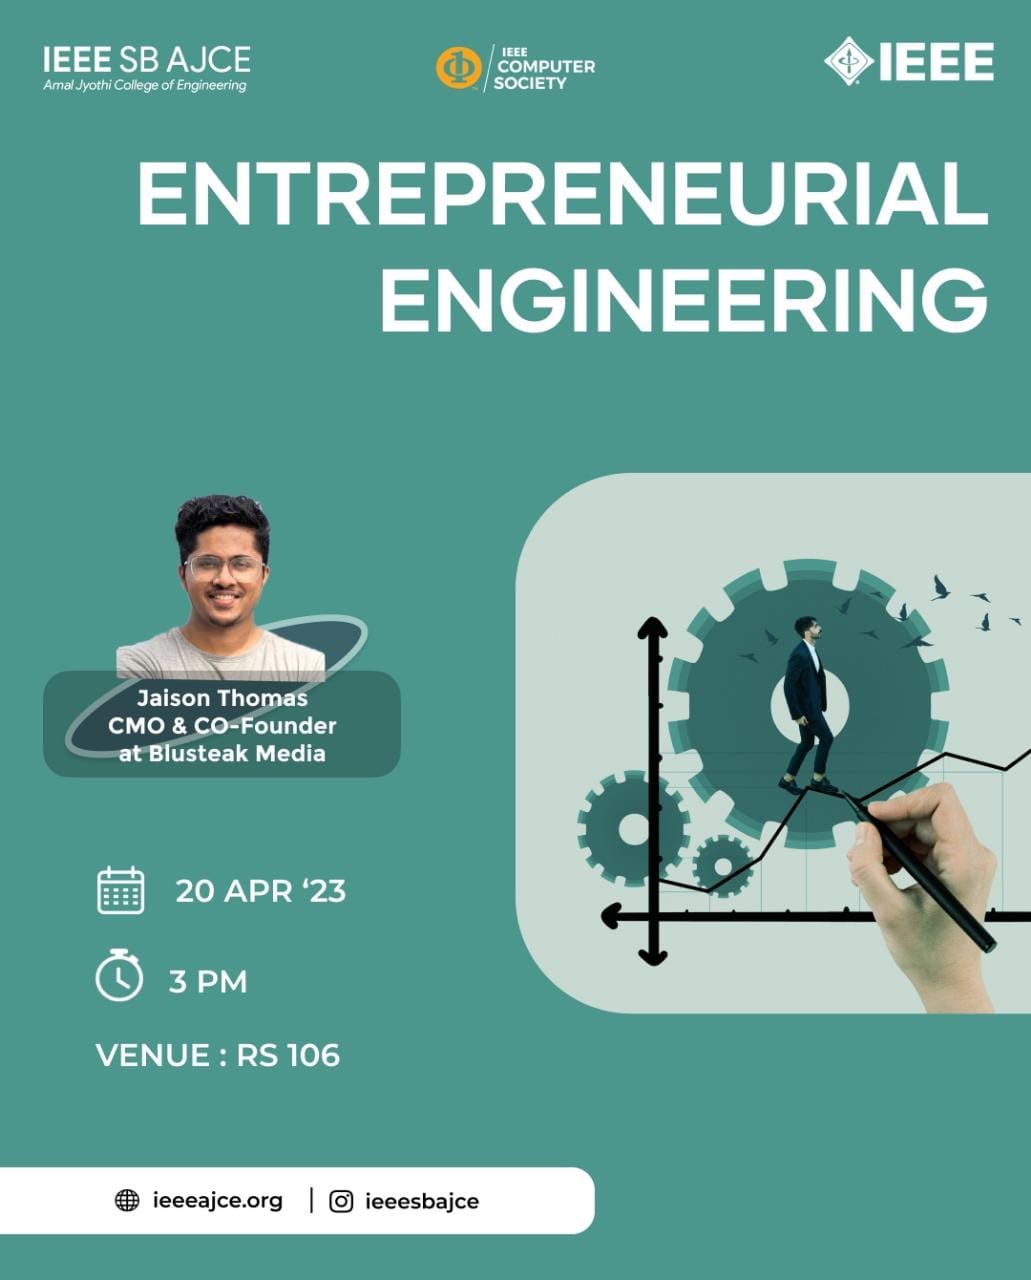 IEEE SB AJCE
Amal Jyothi College of Engineering
IEEE
COMPUTER
SOCIETY
IEEE
ENTREPRENEURIAL
ENGINEERING
Jaison Thomas
CMO & CO-Founder
at Blusteak Media
20 APR ‘23
3 PM
VENUE : RS 106
ieeeajce.org | ieeesbajce